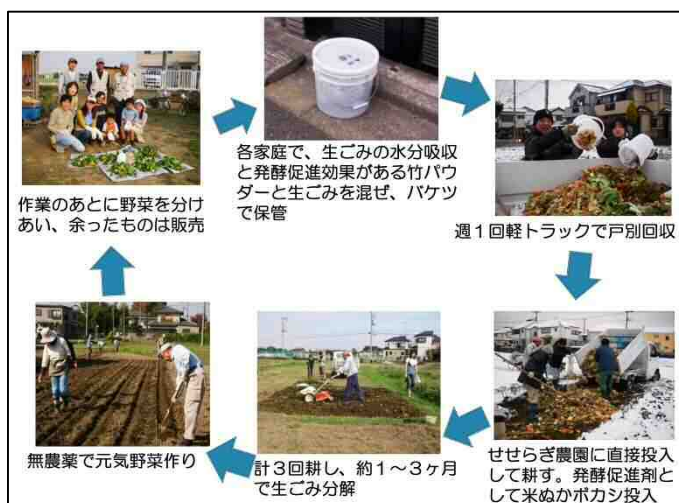 各家庭で、生ごみの水分吸収
と発酵促進効果がある竹パウ
ダーと生ごみを混ぜ、バケツ
で保管
週１回軽トラックで戸別回収
せせらぎ農園に直接投入
して耕す。発酵促進剤と
して米ぬかボカシ投入
計３回耕し、約１～３ヶ月
で生ごみ分解
無農薬で元気野菜作り
作業のあとに野菜を分け
あい、余ったものは販売